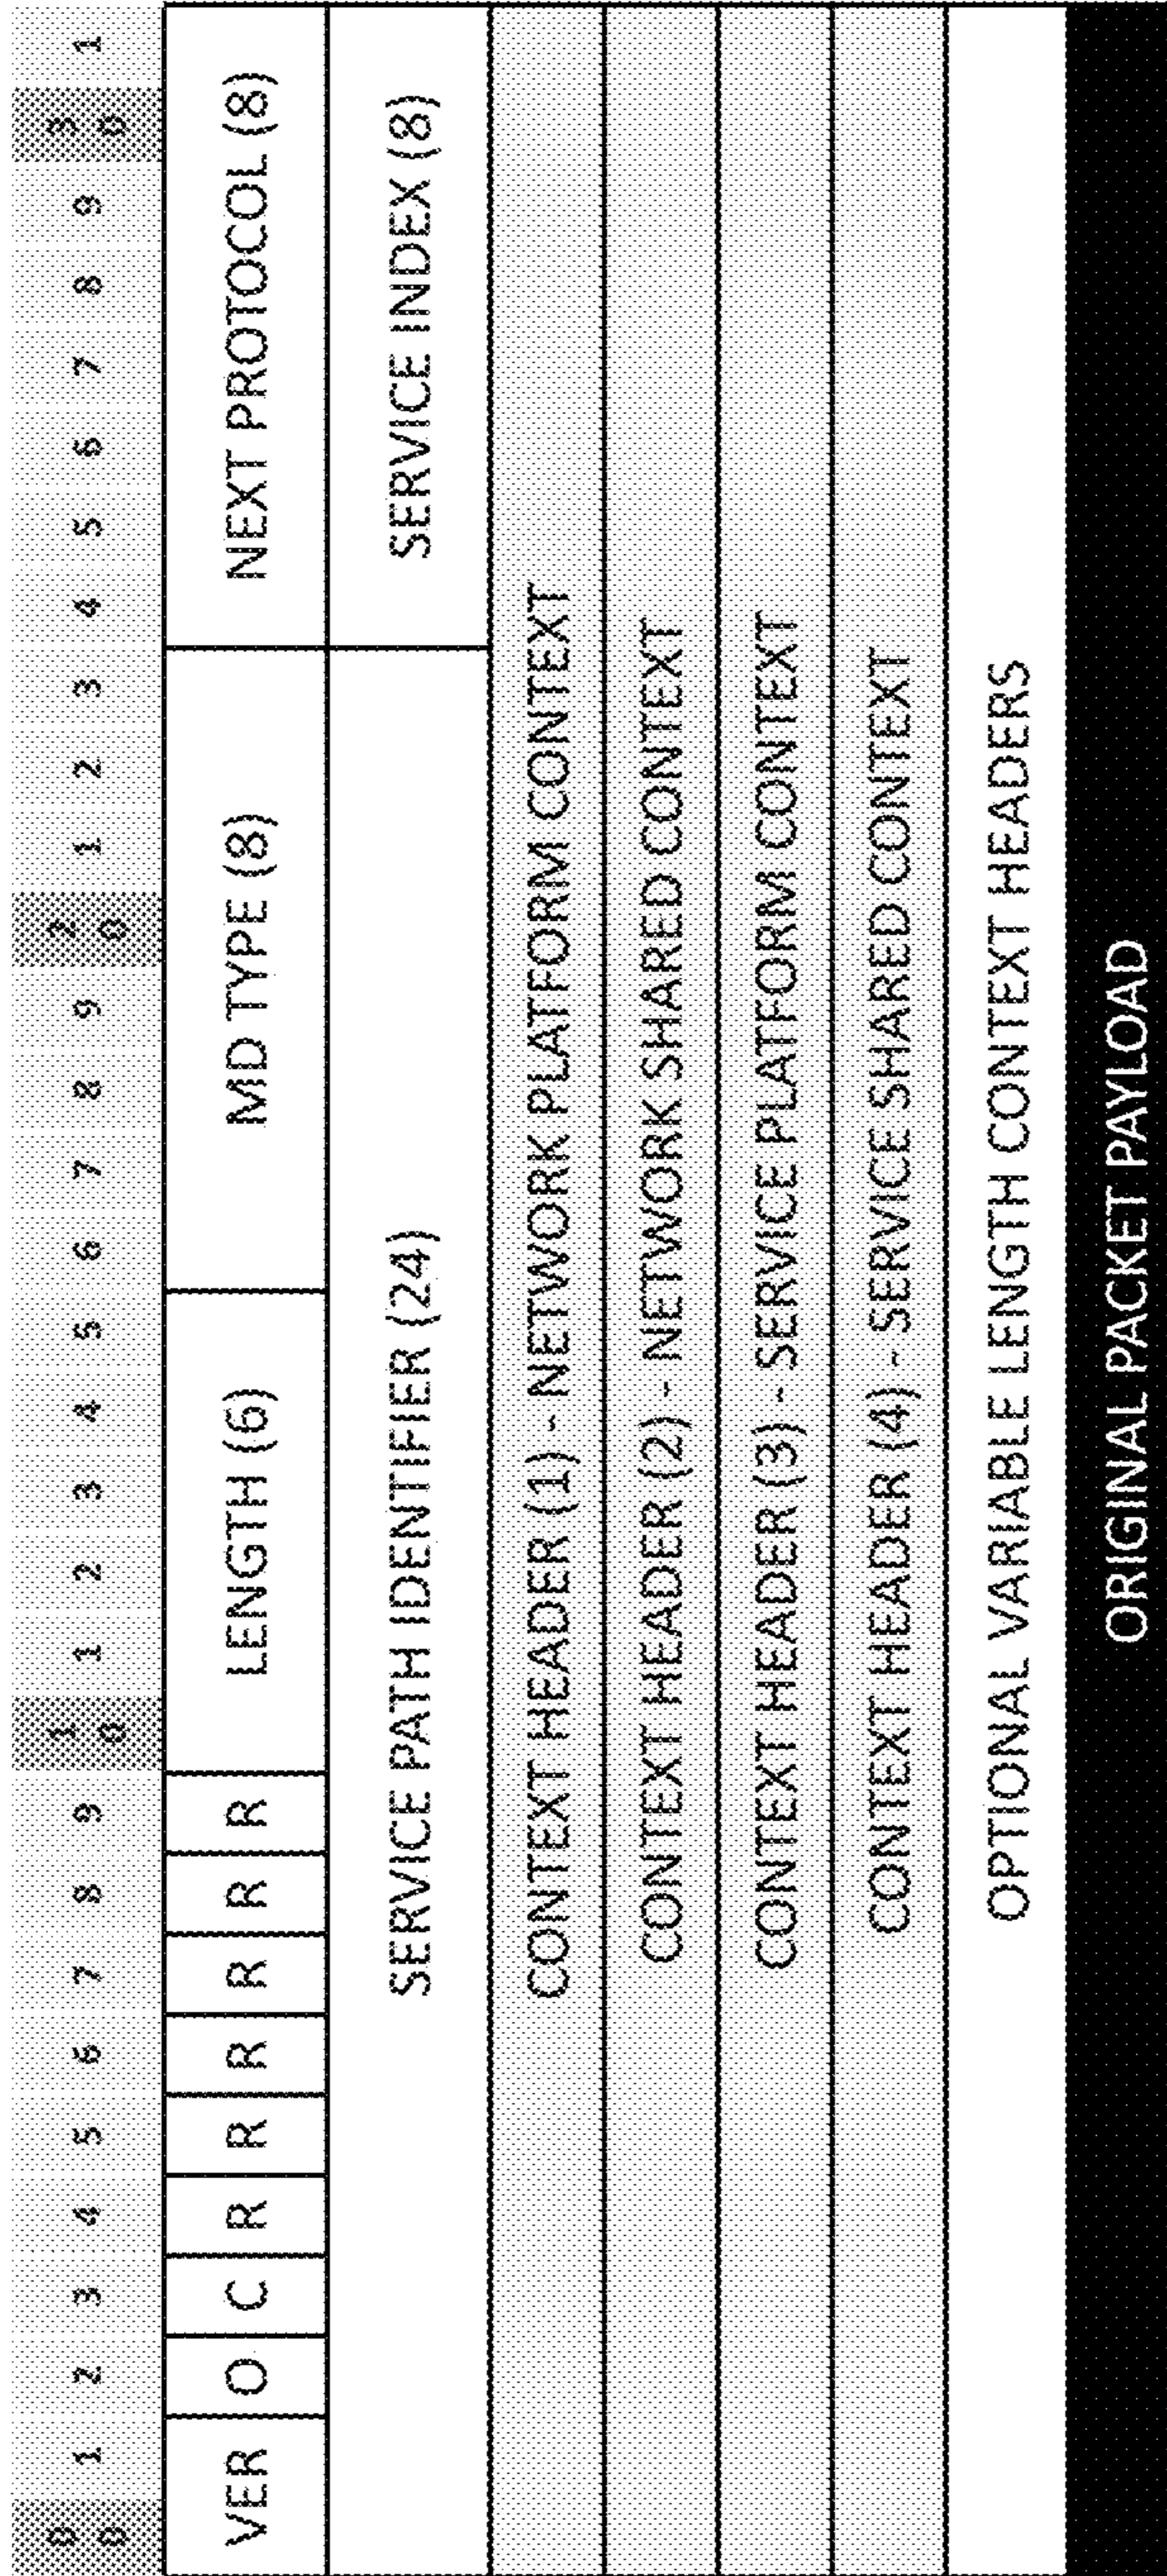 0 0 1 2 3 4 5 6 7 8 9 1 0 1 2 3 4 5 6 7 8 9 2 0 1 2 3 4 5 6 7 8 9 3 0 1
VER O C R R R R R R LENGTH (6) MD TYPE (8) NEXT PROTOCOL (8)
SERVICE PATH IDENTIFIER (24) SERVICE INDEX (8)
CONTEXT HEADER (1) - NETWORK PLATFORM CONTEXT
CONTEXT HEADER (2) - NETWORK SHARED CONTEXT
CONTEXT HEADER (3) - SERVICE PLATFORM CONTEXT
CONTEXT HEADER (4) - SERVICE SHARED CONTEXT
OPTIONAL VARIABLE LENGTH CONTEXT HEADERS
ORIGINAL PACKET PAYLOAD